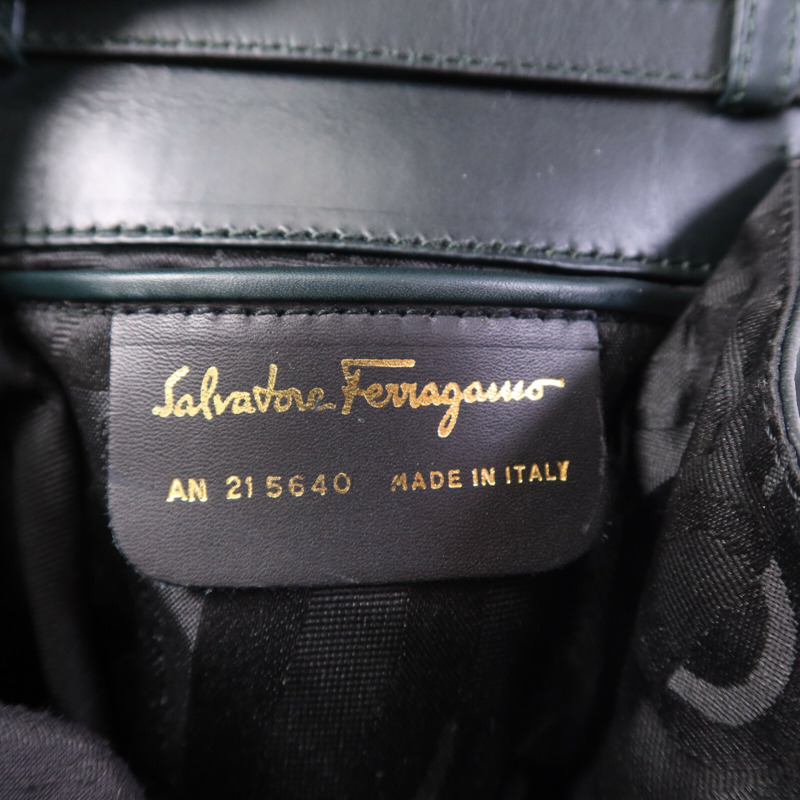 Salvatore Ferragamo
AN 21 5640 MADE IN ITALY